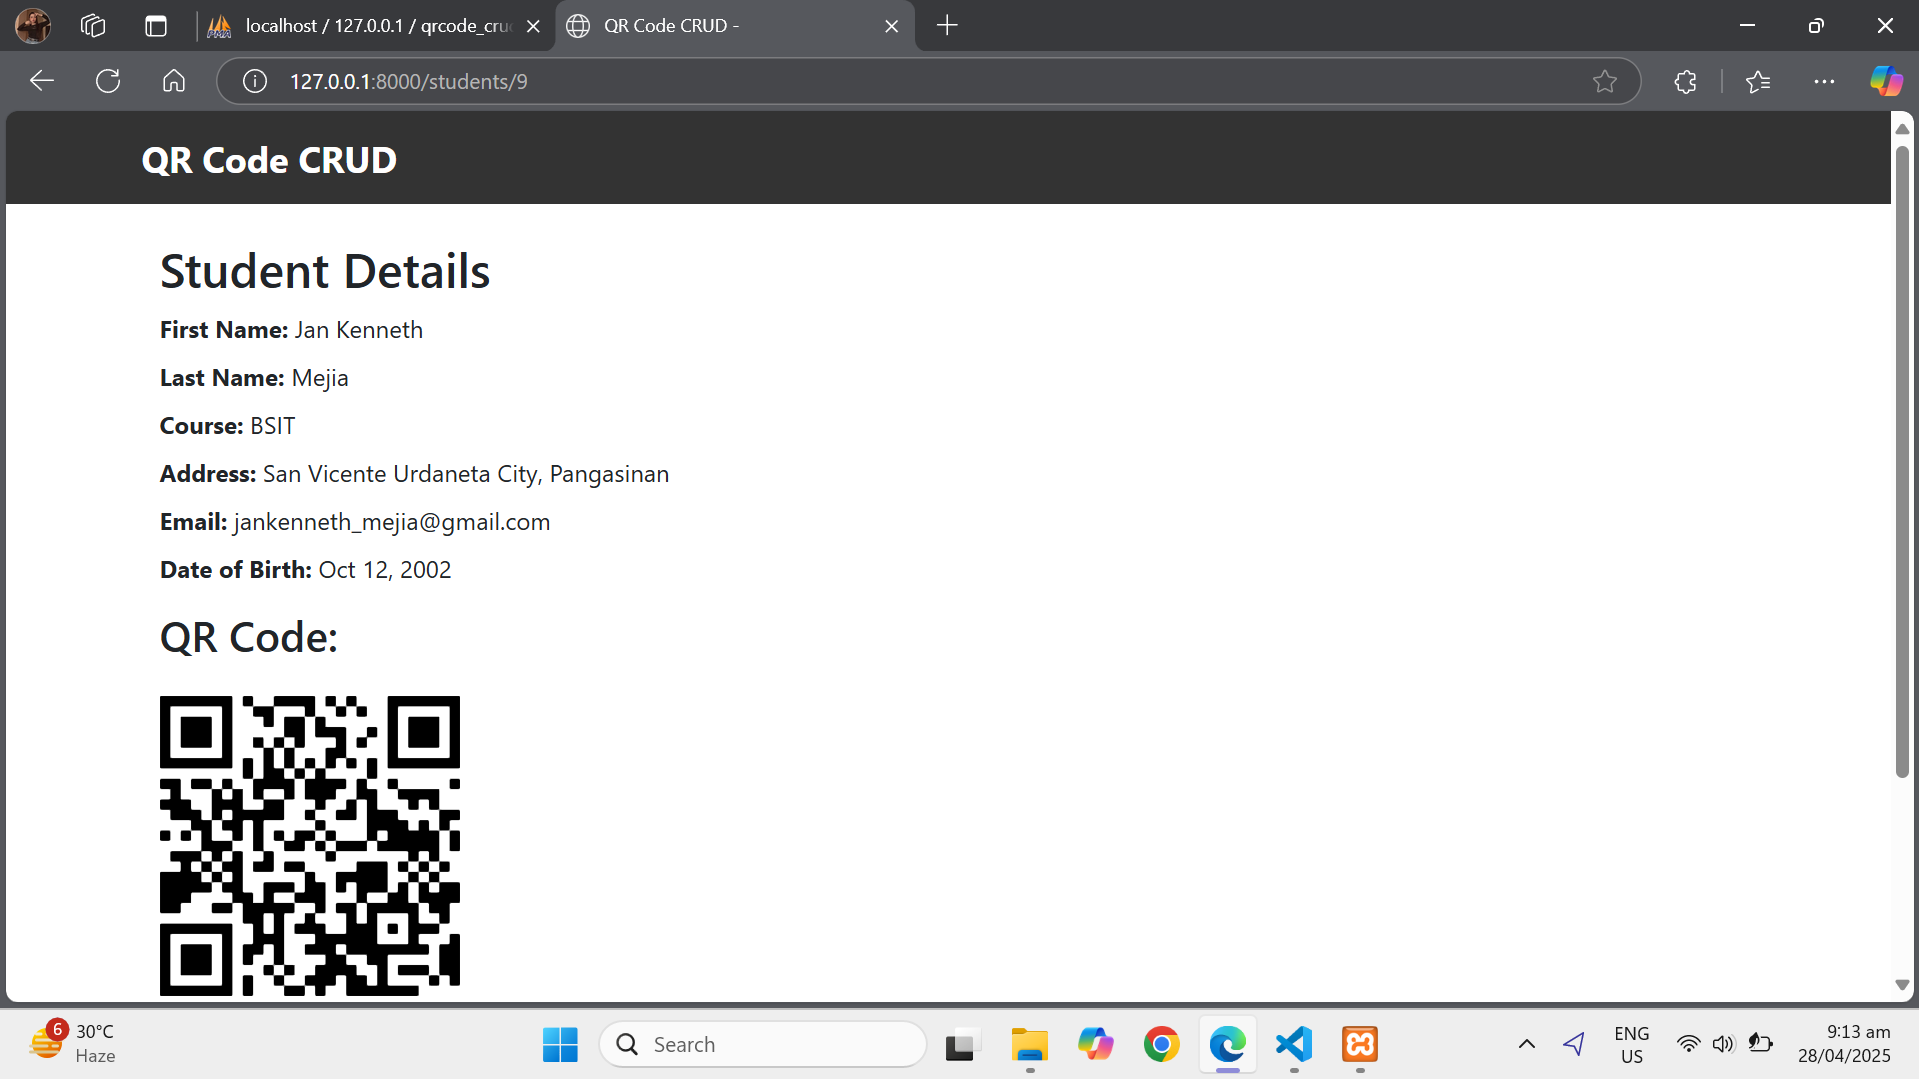 localhost / 127.0.0.1 / qrcode_cru
QR Code CRUD -
127.0.0.1:8000/students/9
QR Code CRUD
Student Details
First Name: Jan Kenneth
Last Name: Mejia
Course: BSIT
Address: San Vicente Urdaneta City, Pangasinan
Email: jankenneth_mejia@gmail.com
Date of Birth: Oct 12, 2002
QR Code:
6
30°C
Haze
Search
ENG
US
9:13 am
28/04/2025